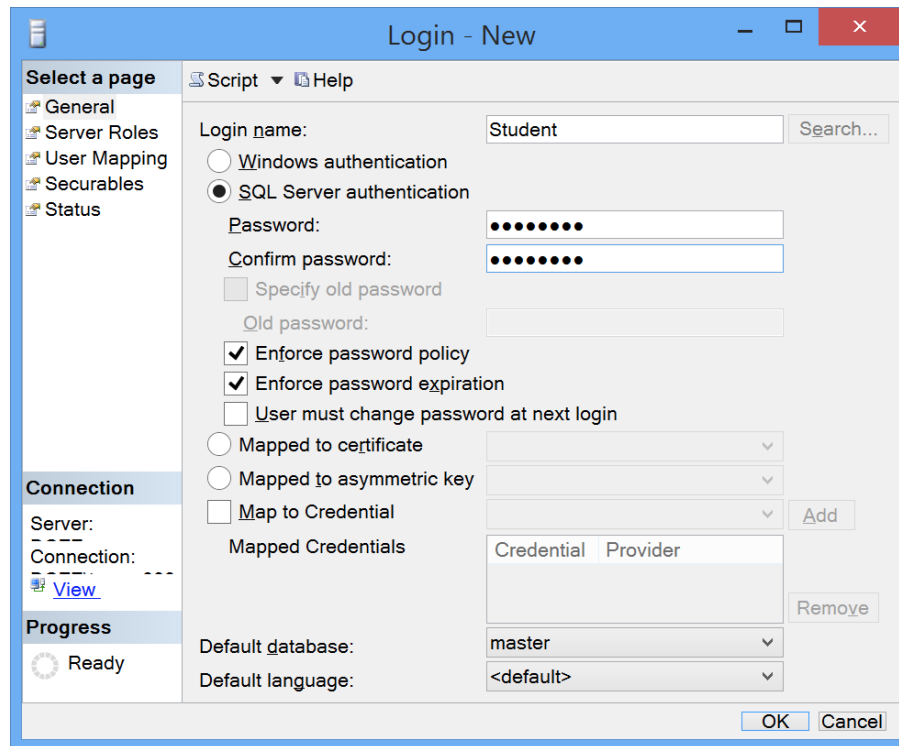 Login - New
Select a page
General
Server Roles
User Mapping
Securables
Status
Script Help
Login name: Student Search...
Windows authentication
SQL Server authentication
Password: ●●●●●●●●
Confirm password: ●●●●●●●●
Specify old password
Old password:
Enforce password policy
Enforce password expiration
User must change password at next login
Mapped to certificate
Mapped to asymmetric key
Map to Credential Add
Mapped Credentials Credential Provider
Remove
Default database: master
Default language: <default>
Connection
Server:
Connection:
View
Progress
Ready
OK Cancel